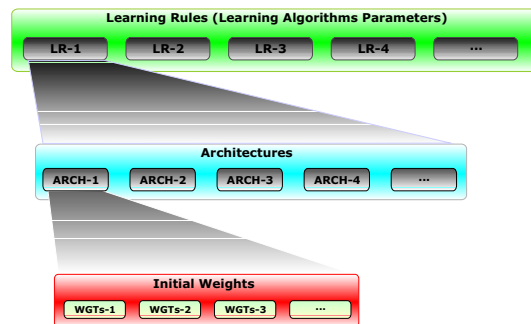 Learning Rules (Learning Algorithms Parameters)
LR-1 LR-2 LR-3 LR-4 ...
Architectures
ARCH-1 ARCH-2 ARCH-3 ARCH-4 ...
Initial Weights
WGTs-1 WGTs-2 WGTs-3 ...